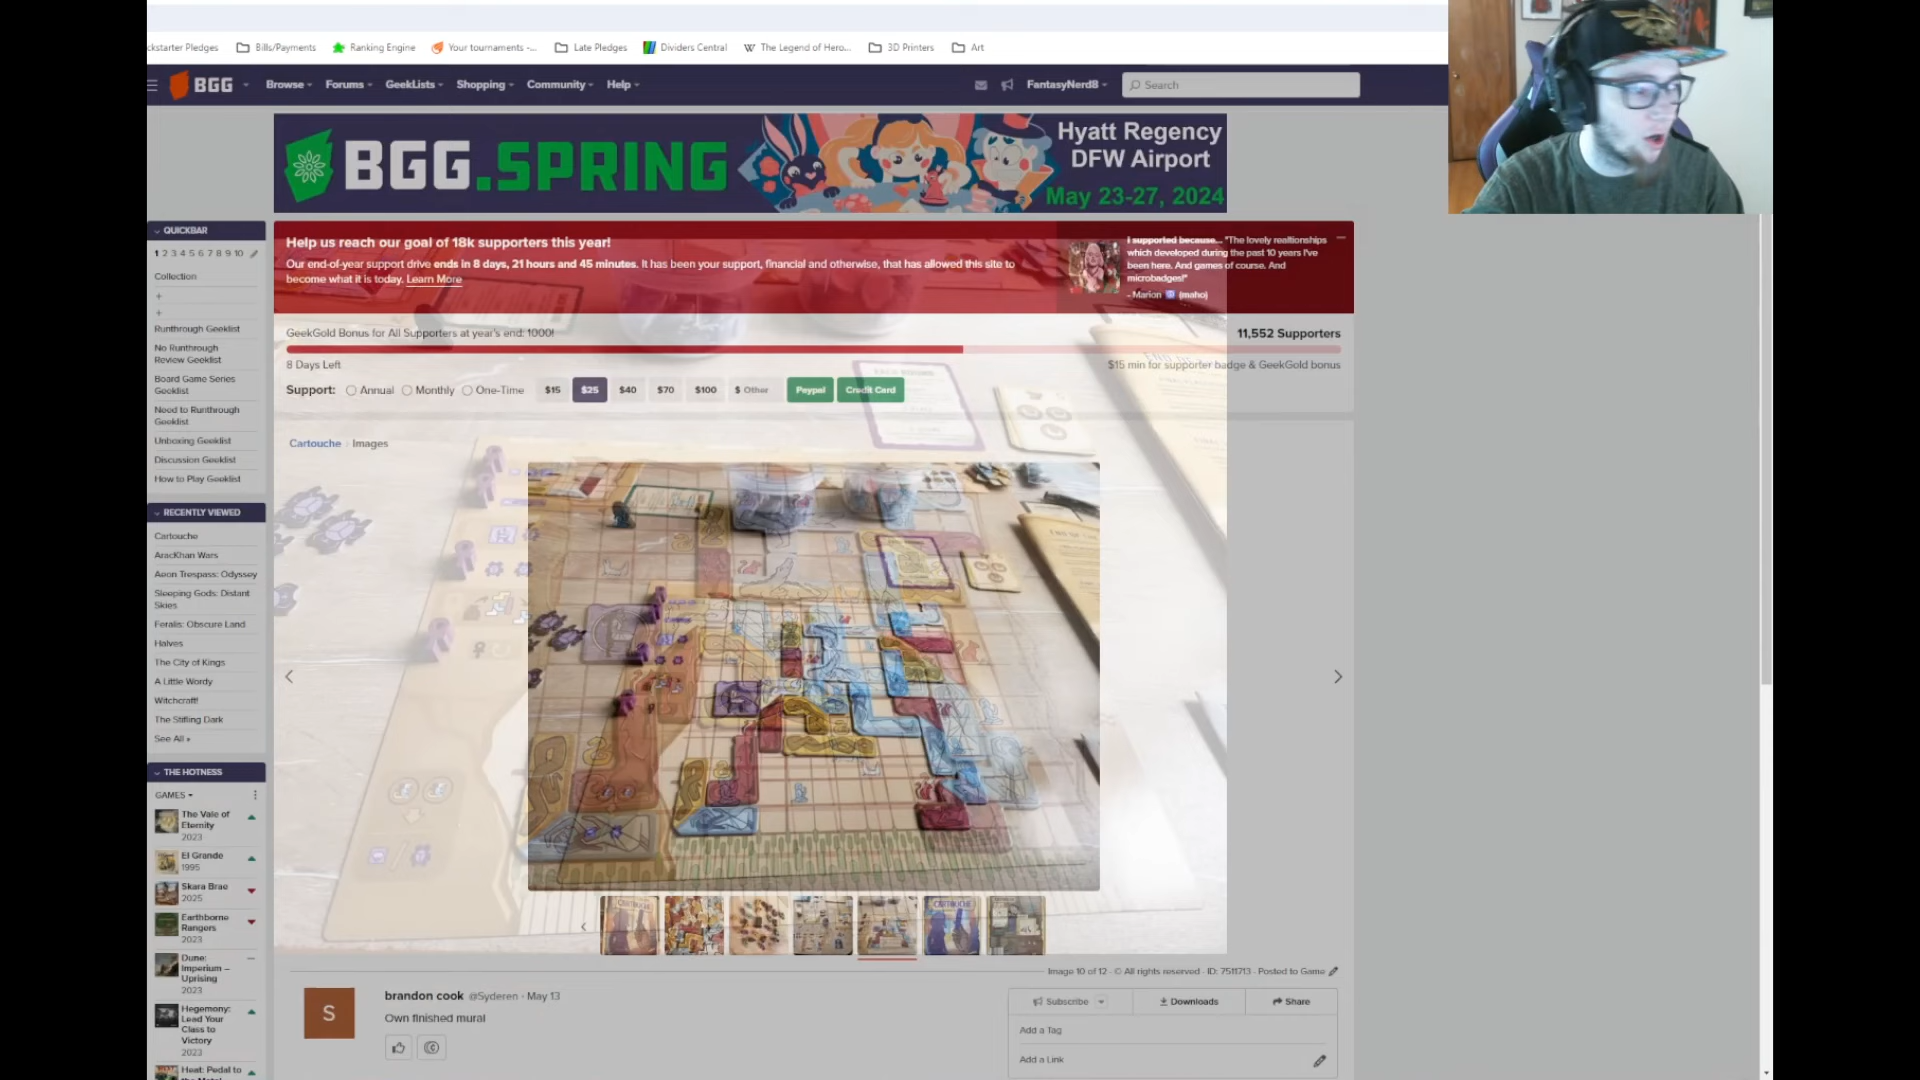 ckstarter Pledges Bills/Payments Ranking Engine Your tournaments -... Late Pledges Dividers Central The Legend of Hero... 3D Printers Art
BGG Browse Forums GeekLists Shopping Community Help FantasyNerd8 Search
BGG.SPRING
Hyatt Regency
DFW Airport
May 23-27, 2024
QUICKBAR
1 2 3 4 5 6 7 8 9 10
Collection
+
+
Runthrough Geeklist
No Runthrough
Review Geeklist
Board Game Series
Geeklist
Need to Runthrough
Geeklist
Unboxing Geeklist
Discussion Geeklist
How to Play Geeklist
RECENTLY VIEWED
Cartouche
AracKhan Wars
Aeon Trespass: Odyssey
Sleeping Gods: Distant
Skies
Feralis: Obscure Land
Halves
The City of Kings
A Little Wordy
Witchcraft!
The Stifling Dark
See All »
THE HOTNESS
GAMES
The Vale of
Eternity
2023
El Grande
1995
Skara Brae
2025
Earthborne
Rangers
2023
Dune:
Imperium –
Uprising
2023
Hegemony:
Lead Your
Class to
Victory
2023
Heat: Pedal to
Help us reach our goal of 18k supporters this year!
Our end-of-year support drive ends in 8 days, 21 hours and 45 minutes. It has been your support, financial and otherwise, that has allowed this site to
become what it is today. Learn More
I supported because... "The lovely realtionships
which developed during the past 10 years I've
been here. And games of course. And
microbadges!"
- Marion (maho)
GeekGold Bonus for All Supporters at year's end: 1000!
11,552 Supporters
8 Days Left
$15 min for supporter badge & GeekGold bonus
Support: Annual Monthly One-Time $15 $25 $40 $70 $100 $ Other Paypal Credit Card
Cartouche Images
CARTOUCHE
CARTOUCHE
Image 10 of 12 · © All rights reserved · ID: 7511713 · Posted to Game
S
brandon cook @Syderen · May 13
Own finished mural
Subscribe Downloads Share
Add a Tag
Add a Link